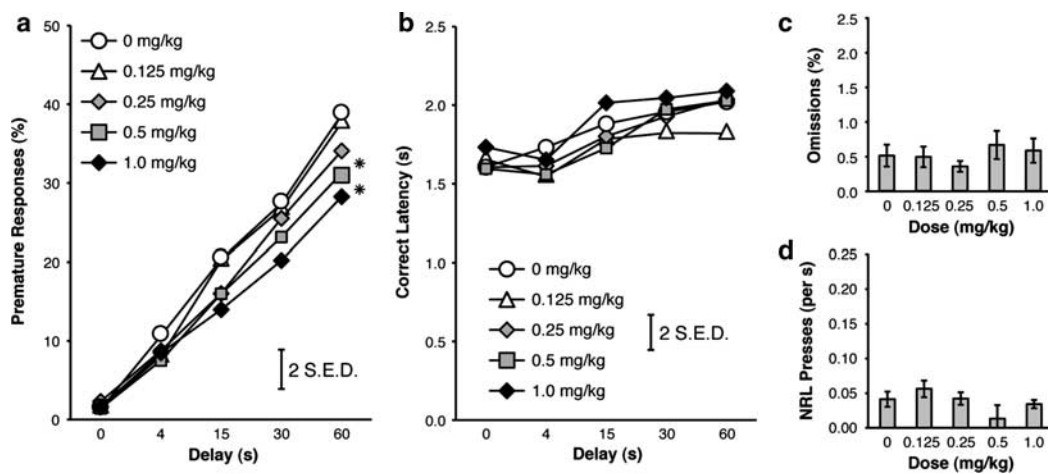 a
Premature Responses (%)
50
40
30
20
10
0
0 mg/kg
0.125 mg/kg
0.25 mg/kg
0.5 mg/kg
1.0 mg/kg
*
*
2 S.E.D.
0 4 15 30 60
Delay (s)
b
Correct Latency (s)
2.5
2.0
1.5
1.0
0.5
0.0
0 mg/kg
0.125 mg/kg
0.25 mg/kg
0.5 mg/kg
1.0 mg/kg
2 S.E.D.
0 4 15 30 60
Delay (s)
c
Omissions (%)
2.5
2.0
1.5
1.0
0.5
0.0
0 0.125 0.25 0.5 1.0
Dose (mg/kg)
d
NRL Presses (per s)
0.25
0.20
0.15
0.10
0.05
0.00
0 0.125 0.25 0.5 1.0
Dose (mg/kg)